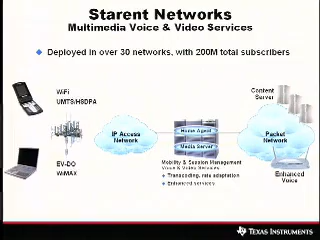 Starent Networks
Multimedia Voice & Video Services
Deployed in over 30 networks, with 200M total subscribers
WiFi
UMTS/HSDPA
EV-DO
WiMAX
IP Access
Network
Home Agent
Media Server
Mobility & Session Management
Voice & Video Services
• Transcoding, rate adaptation
• Enhanced services
Content
Server
Packet
Network
Enhanced
Voice
TEXAS INSTRUMENTS